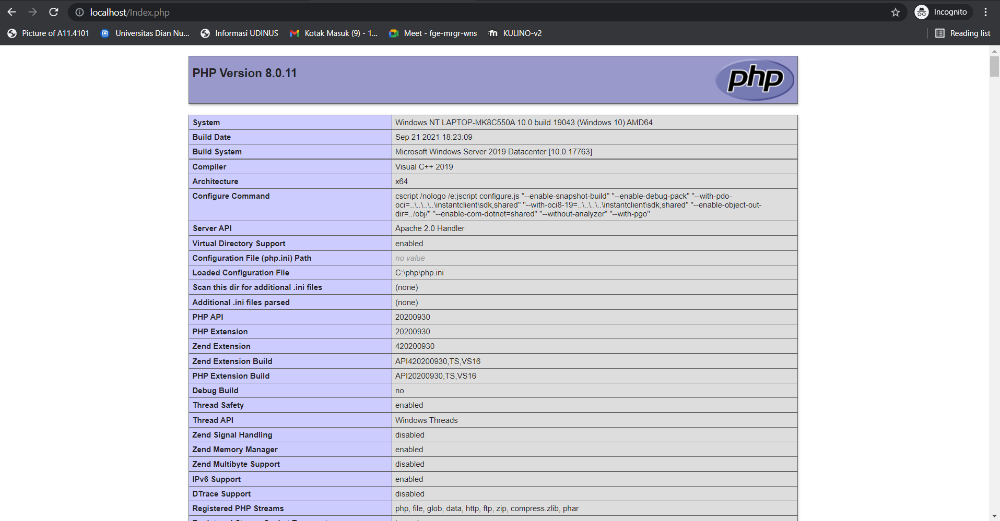 localhost/Index.php
Incognito
Picture of A11.4101
Universitas Dian Nu...
Informasi UDINUS
Kotak Masuk (9) - 1...
Meet - fge-mrgr-wns
KULINO-v2
Reading list
PHP Version 8.0.11
php
System Windows NT LAPTOP-MK8C550A 10.0 build 19043 (Windows 10) AMD64
Build Date Sep 21 2021 18:23:09
Build System Microsoft Windows Server 2019 Datacenter [10.0.17763]
Compiler Visual C++ 2019
Architecture x64
Configure Command cscript /nologo /e:jscript configure.js "--enable-snapshot-build" "--enable-debug-pack" "--with-pdo-
oci=..\..\..\..\instantclient\sdk,shared" "--with-oci8-19=..\..\..\..\instantclient\sdk,shared" "--enable-object-out-
dir=../obj/" "--enable-com-dotnet=shared" "--without-analyzer" "--with-pgo"
Server API Apache 2.0 Handler
Virtual Directory Support enabled
Configuration File (php.ini) Path no value
Loaded Configuration File C:\php\php.ini
Scan this dir for additional .ini files (none)
Additional .ini files parsed (none)
PHP API 20200930
PHP Extension 20200930
Zend Extension 420200930
Zend Extension Build API420200930,TS,VS16
PHP Extension Build API20200930,TS,VS16
Debug Build no
Thread Safety enabled
Thread API Windows Threads
Zend Signal Handling disabled
Zend Memory Manager enabled
Zend Multibyte Support disabled
IPv6 Support enabled
DTrace Support disabled
Registered PHP Streams php, file, glob, data, http, ftp, zip, compress.zlib, phar